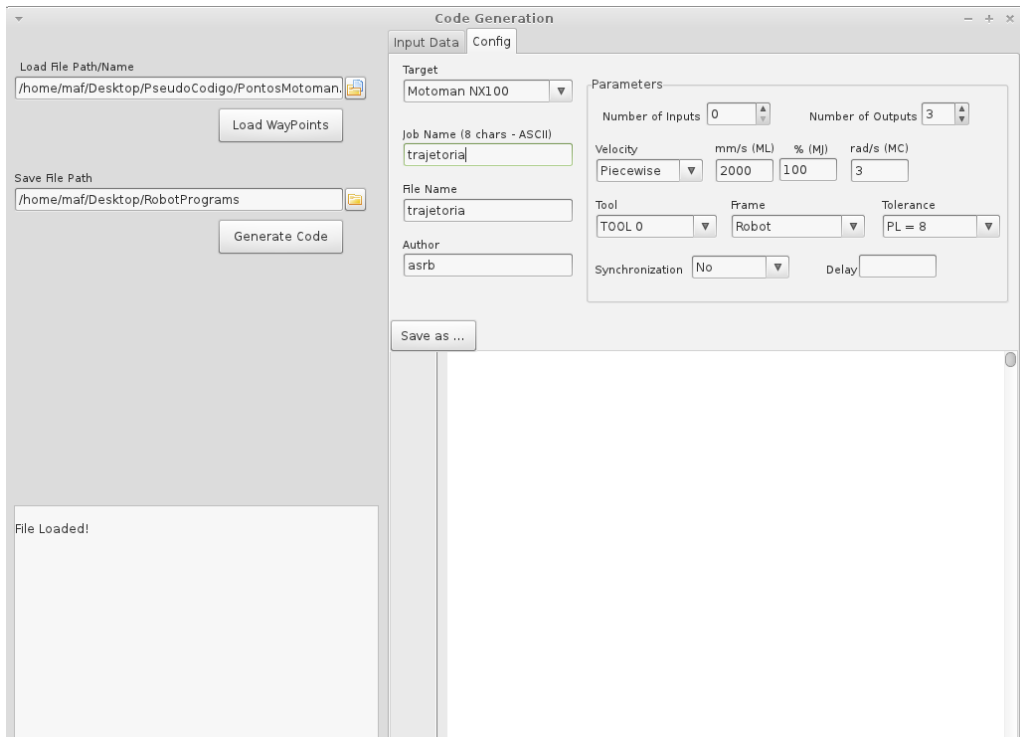 Code Generation
Input Data
Config
Load File Path/Name
/home/maf/Desktop/PseudoCodigo/PontosMotoman.
Load WayPoints
Save File Path
/home/maf/Desktop/RobotPrograms
Generate Code
File Loaded!
Target
Motoman NX100
Job Name (8 chars - ASCII)
trajetoria
File Name
trajetoria
Author
asrb
Parameters
Number of Inputs 0 Number of Outputs 3
Velocity mm/s (ML) % (MJ) rad/s (MC)
Piecewise 2000 100 3
Tool Frame Tolerance
TOOL 0 Robot PL = 8
Synchronization No Delay
Save as ...